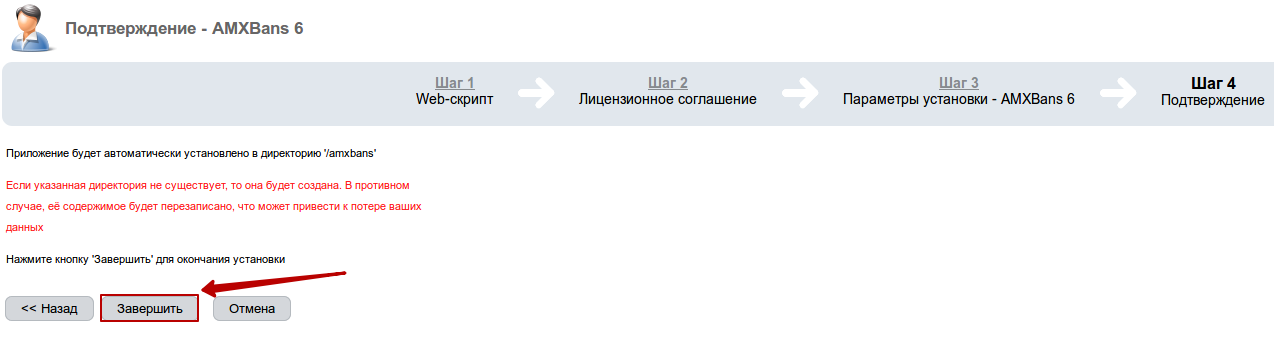 Подтверждение - AMXBans 6
Шаг 1
Web-скрипт
Шаг 2
Лицензионное соглашение
Шаг 3
Параметры установки - AMXBans 6
Шаг 4
Подтверждение
Приложение будет автоматически установлено в директорию '/amxbans'
Если указанная директория не существует, то она будет создана. В противном
случае, её содержимое будет перезаписано, что может привести к потере ваших
данных
Нажмите кнопку 'Завершить' для окончания установки
<< Назад
Завершить
Отмена